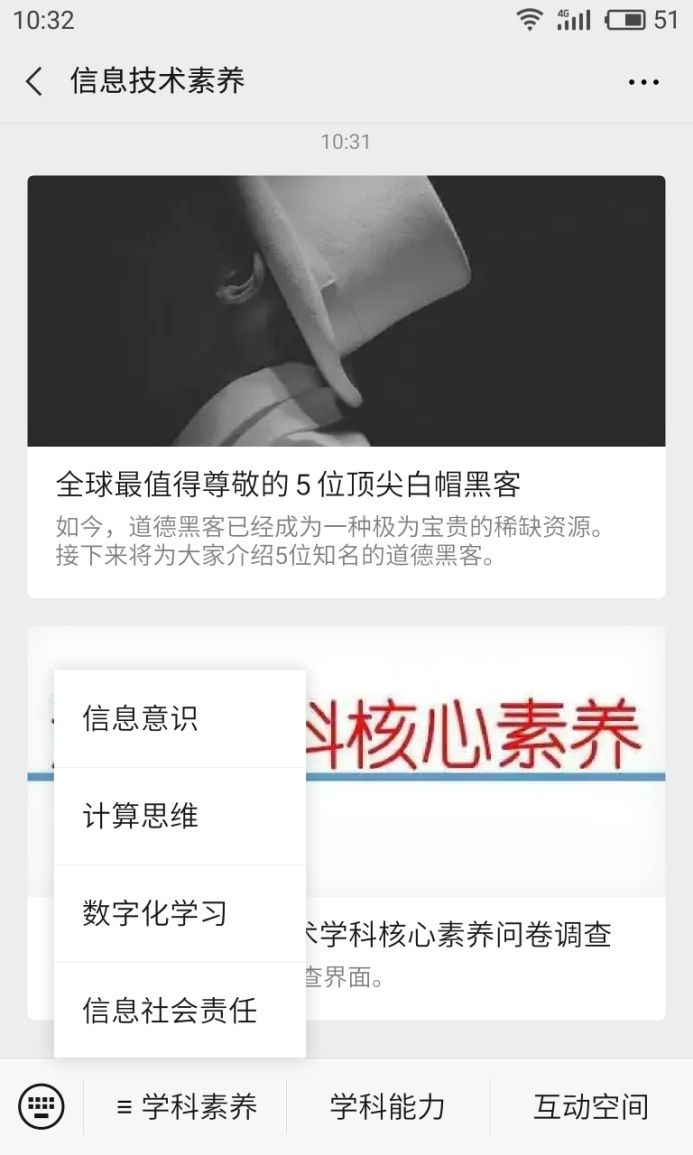 10:32
4G
51
信息技术素养
10:31
全球最值得尊敬的 5 位顶尖白帽黑客
如今，道德黑客已经成为一种极为宝贵的稀缺资源。
接下来将为大家介绍5位知名的道德黑客。
科核心素养
学科核心素养问卷调查
查界面。
信息意识
计算思维
数字化学习
信息社会责任
≡ 学科素养
学科能力
互动空间